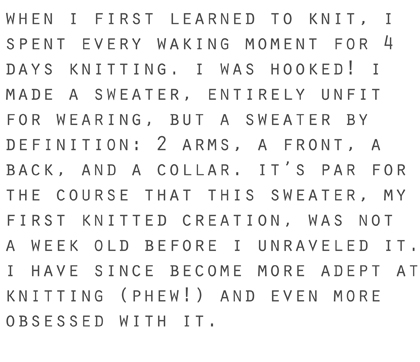 WHEN I FIRST LEARNED TO KNIT, I
SPENT EVERY WAKING MOMENT FOR 4
DAYS KNITTING. I WAS HOOKED! I
MADE A SWEATER, ENTIRELY UNFIT
FOR WEARING, BUT A SWEATER BY
DEFINITION: 2 ARMS, A FRONT, A
BACK, AND A COLLAR. IT'S PAR FOR
THE COURSE THAT THIS SWEATER, MY
FIRST KNITTED CREATION, WAS NOT
A WEEK OLD BEFORE I UNRAVELED IT.
I HAVE SINCE BECOME MORE ADEPT AT
KNITTING (PHEW!) AND EVEN MORE
OBSESSED WITH IT.